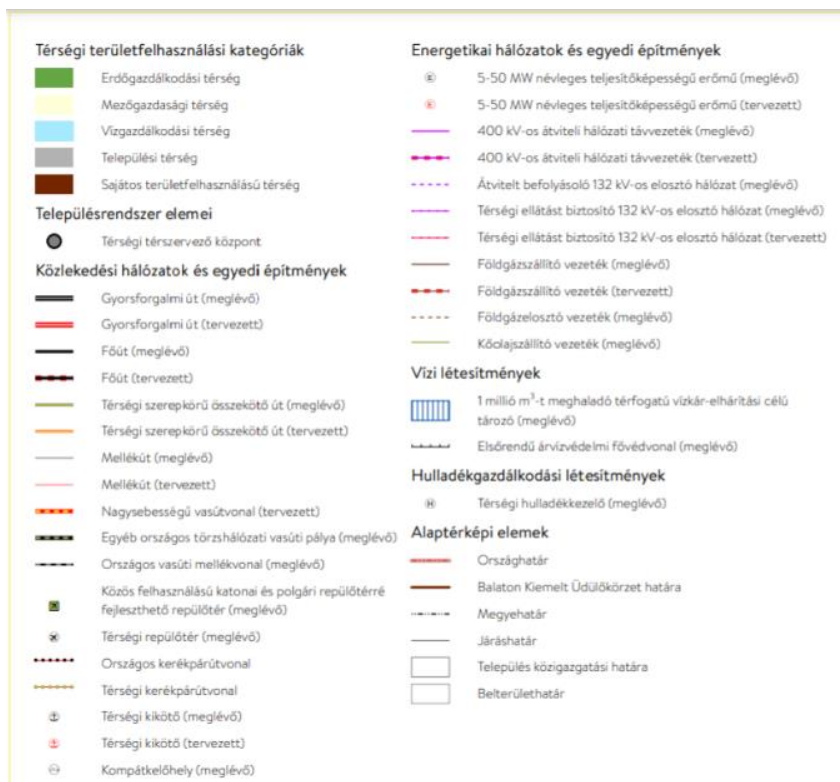 Térségi területfelhasználási kategóriák
Erdőgazdálkodási térség
Mezőgazdasági térség
Vízgazdálkodási térség
Települési térség
Sajátos területfelhasználású térség
Településrendszer elemei
Térségi térszervező központ
Közlekedési hálózatok és egyedi építmények
Gyorsforgalmi út (meglévő)
Gyorsforgalmi út (tervezett)
Főút (meglévő)
Főút (tervezett)
Térségi szerepkörű összekötő út (meglévő)
Térségi szerepkörű összekötő út (tervezett)
Mellékút (meglévő)
Mellékút (tervezett)
Nagysebességű vasútvonal (tervezett)
Egyéb országos törzshálózati vasúti pálya (meglévő)
Országos vasúti mellékvonal (meglévő)
Közös felhasználású katonai és polgári repülőtérré
fejleszthető repülőtér (meglévő)
Térségi repülőtér (meglévő)
Országos kerékpárútvonal
Térségi kerékpárútvonal
Térségi kikötő (meglévő)
Térségi kikötő (tervezett)
Kompátkelőhely (meglévő)
Energetikai hálózatok és egyedi építmények
E 5-50 MW névleges teljesítőképességű erőmű (meglévő)
E 5-50 MW névleges teljesítőképességű erőmű (tervezett)
400 kV-os átviteli hálózati távvezeték (meglévő)
400 kV-os átviteli hálózati távvezeték (tervezett)
Átvitelt befolyásoló 132 kV-os elosztó hálózat (meglévő)
Térségi ellátást biztosító 132 kV-os elosztó hálózat (meglévő)
Térségi ellátást biztosító 132 kV-os elosztó hálózat (tervezett)
Földgázszállító vezeték (meglévő)
Földgázszállító vezeték (tervezett)
Földgázelosztó vezeték (meglévő)
Kőolajszállító vezeték (meglévő)
Vízi létesítmények
1 millió m³-t meghaladó térfogatú vízkár-elhárítási célú
tározó (meglévő)
Elsőrendű árvízvédelmi fővédvonal (meglévő)
Hulladékgazdálkodási létesítmények
H Térségi hulladékkezelő (meglévő)
Alaptérképi elemek
Országhatár
Balaton Kiemelt Üdülőkörzet határa
Megyehatár
Járáshatár
Település közigazgatási határa
Belterülethatár